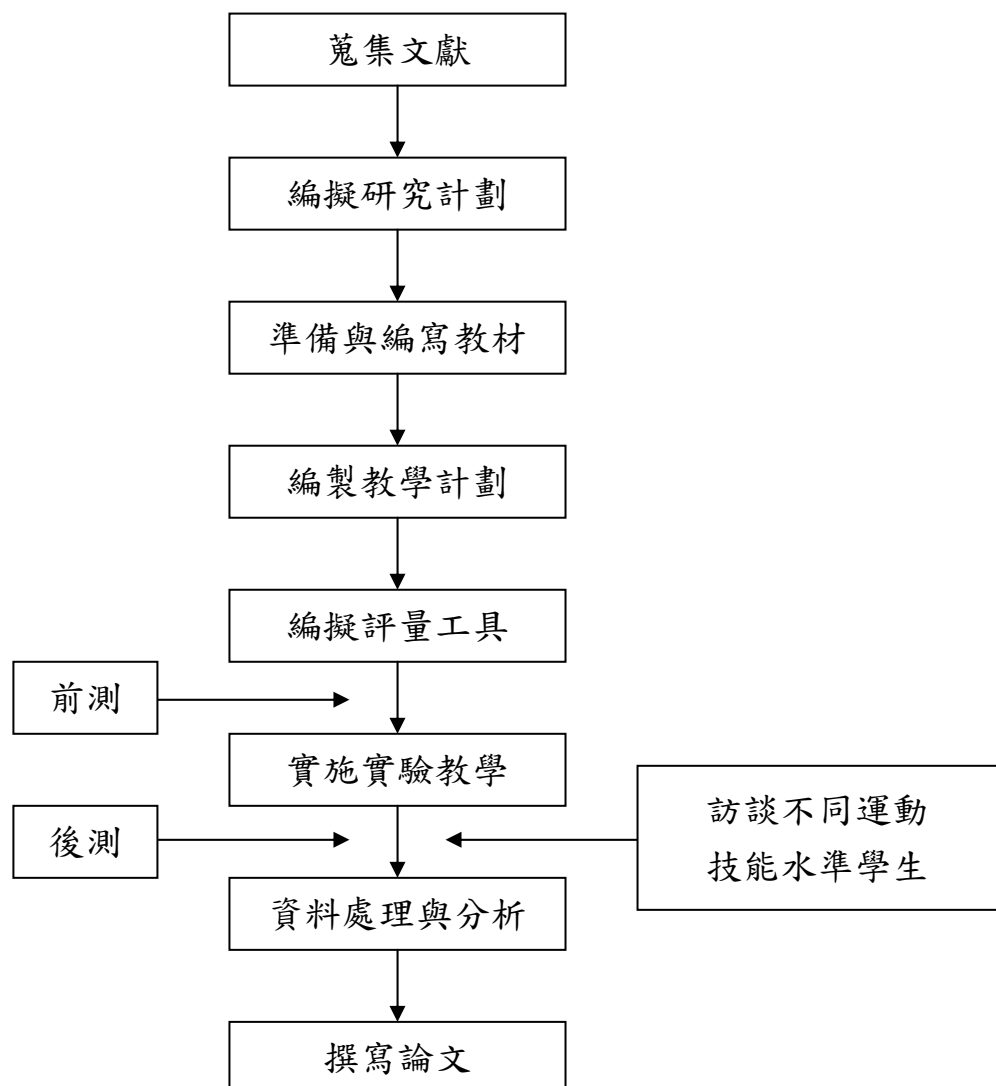 蒐集文獻
編擬研究計劃
準備與編寫教材
編製教學計劃
編擬評量工具
前測
實施實驗教學
後測
訪談不同運動
技能水準學生
資料處理與分析
撰寫論文